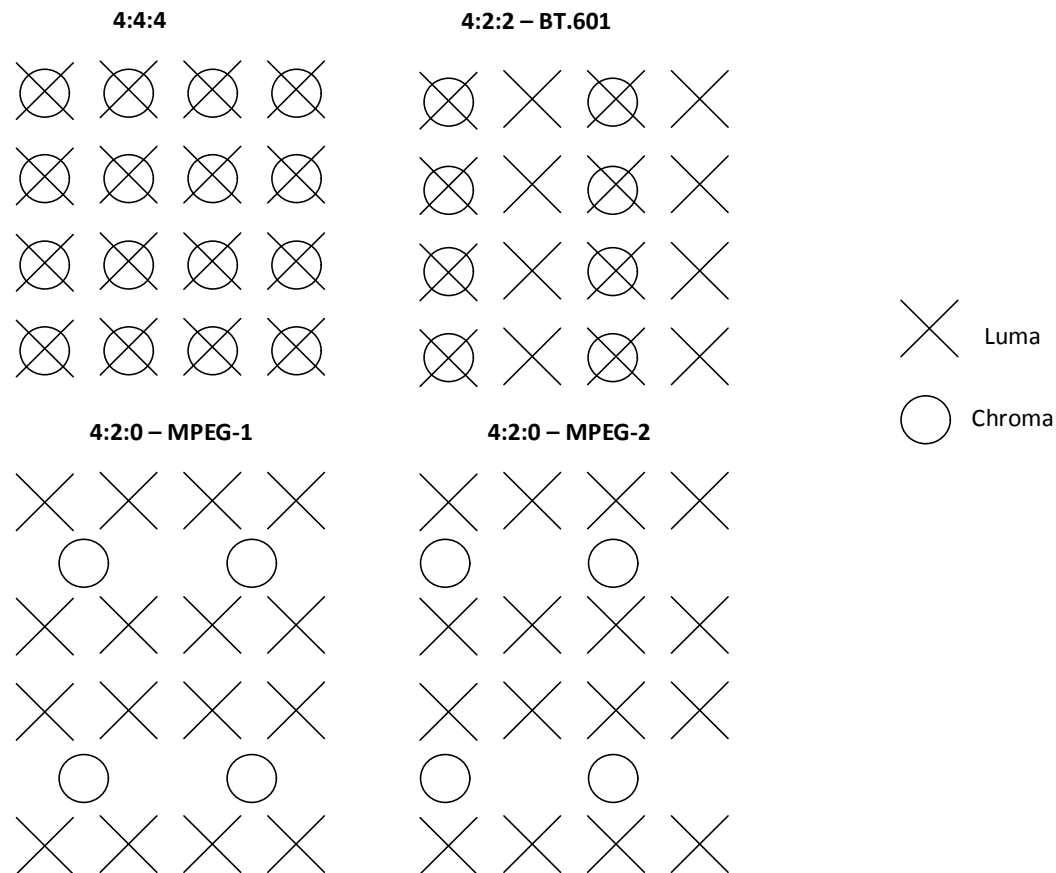 4:4:4
4:2:2 – BT.601
Luma
Chroma
4:2:0 – MPEG-1
4:2:0 – MPEG-2